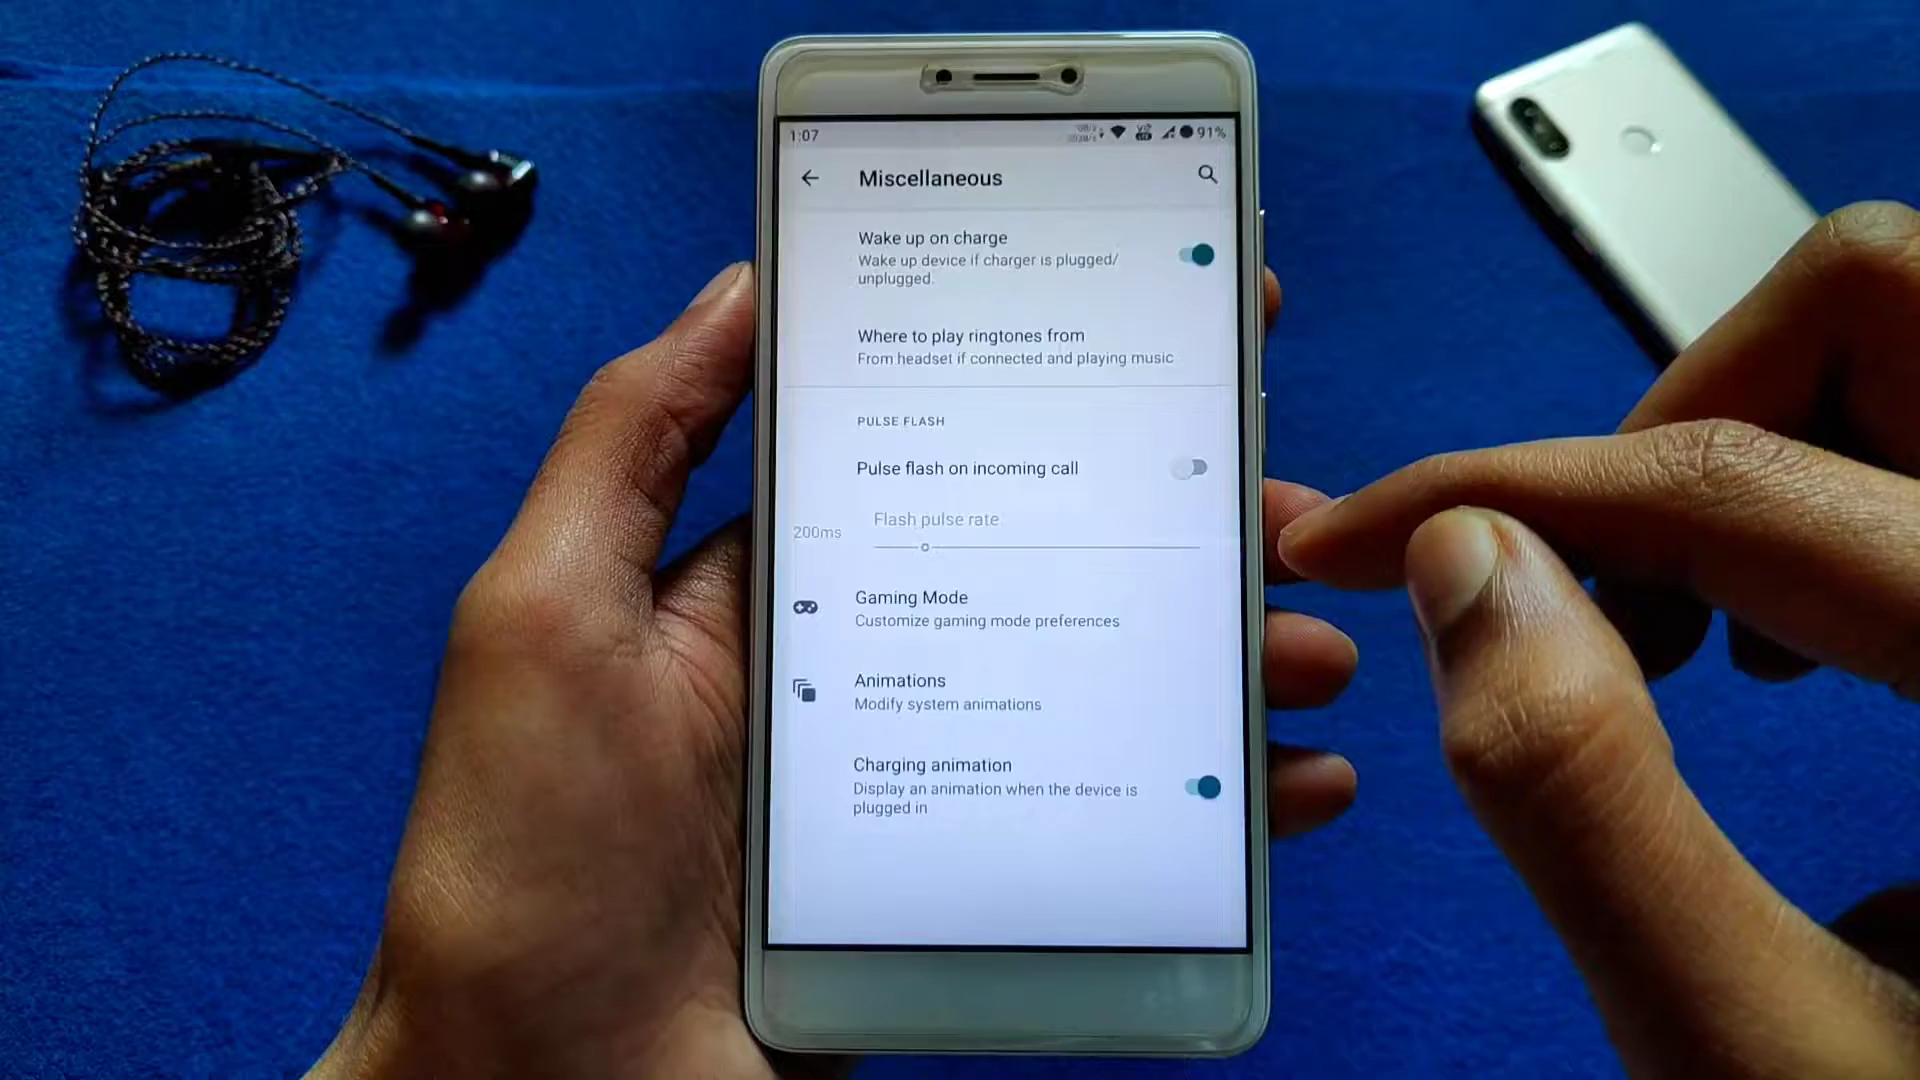 1:07
91%
Miscellaneous
Wake up on charge
Wake up device if charger is plugged/
unplugged.
Where to play ringtones from
From headset if connected and playing music
PULSE FLASH
Pulse flash on incoming call
Flash pulse rate
200ms
Gaming Mode
Customize gaming mode preferences
Animations
Modify system animations
Charging animation
Display an animation when the device is
plugged in